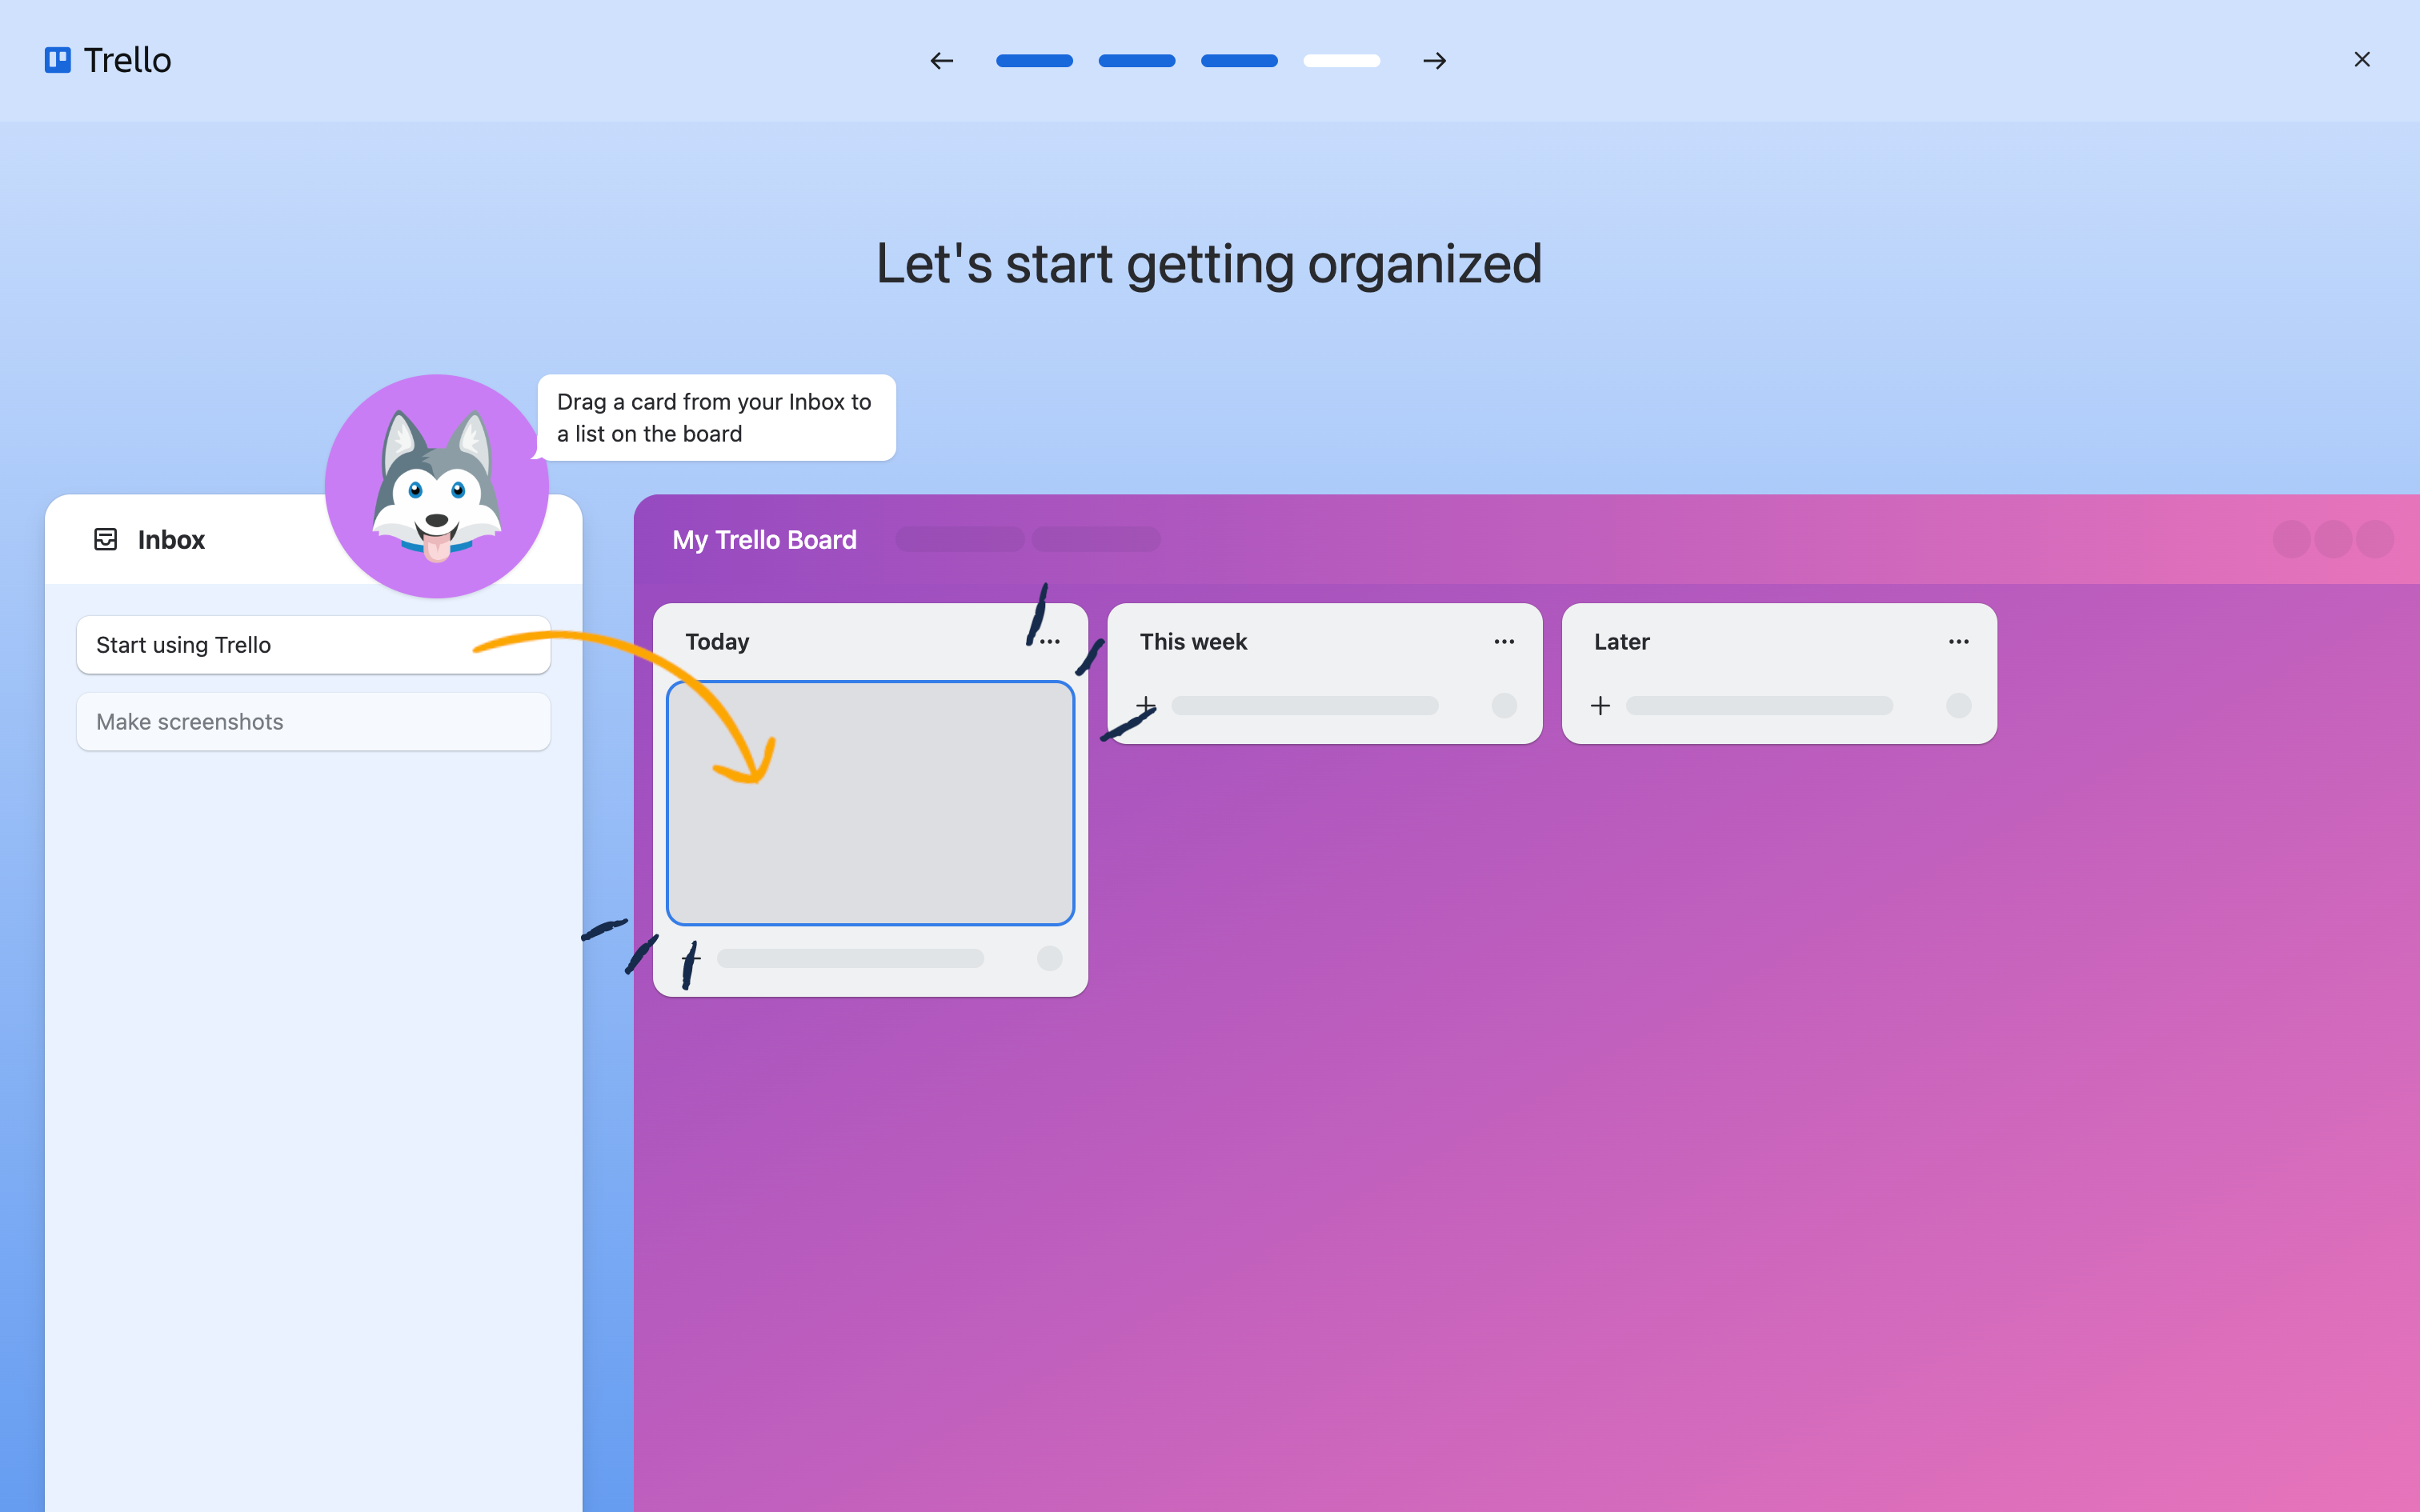 Trello
Let's start getting organized
Drag a card from your Inbox to
a list on the board
Inbox
Start using Trello
Make screenshots
My Trello Board
Today
This week
Later